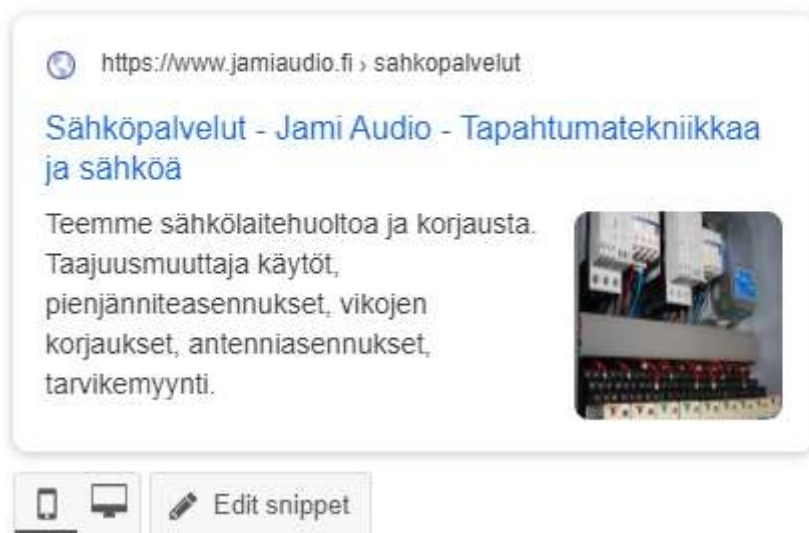 https://www.jamiaudio.fi › sahkopalvelut
Sähköpalvelut - Jami Audio - Tapahtumatekniikkaa
ja sähköä
Teemme sähkölaitehuoltoa ja korjausta.
Taajuusmuuttaja käytöt,
pienjänniteasennukset, vikojen
korjaukset, antenniasennukset,
tarvikemyynti.
Edit snippet